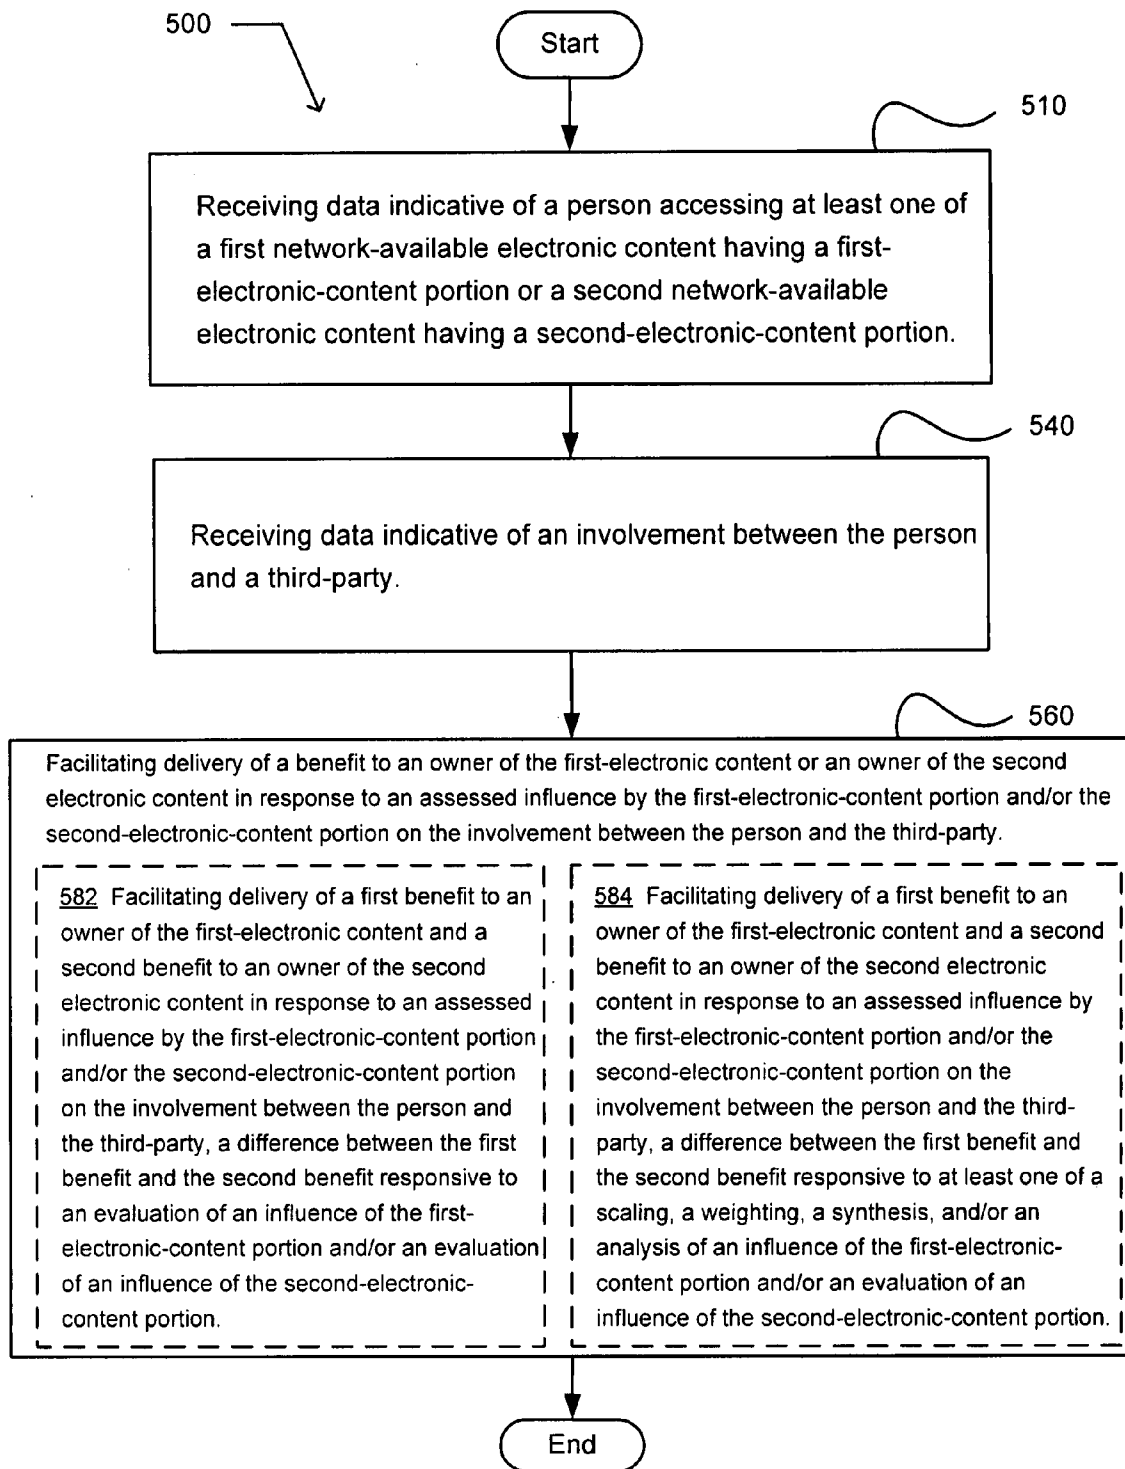 500
Start
510
Receiving data indicative of a person accessing at least one of
a first network-available electronic content having a first-
electronic-content portion or a second network-available
electronic content having a second-electronic-content portion.
540
Receiving data indicative of an involvement between the person
and a third-party.
560
Facilitating delivery of a benefit to an owner of the first-electronic content or an owner of the second
electronic content in response to an assessed influence by the first-electronic-content portion and/or the
second-electronic-content portion on the involvement between the person and the third-party.
582 Facilitating delivery of a first benefit to an
owner of the first-electronic content and a
second benefit to an owner of the second
electronic content in response to an assessed
influence by the first-electronic-content portion
and/or the second-electronic-content portion
on the involvement between the person and
the third-party, a difference between the first
benefit and the second benefit responsive to
an evaluation of an influence of the first-
electronic-content portion and/or an evaluation
of an influence of the second-electronic-
content portion.
584 Facilitating delivery of a first benefit to an
owner of the first-electronic content and a second
benefit to an owner of the second electronic
content in response to an assessed influence by
the first-electronic-content portion and/or the
second-electronic-content portion on the
involvement between the person and the third-
party, a difference between the first benefit and
the second benefit responsive to at least one of a
scaling, a weighting, a synthesis, and/or an
analysis of an influence of the first-electronic-
content portion and/or an evaluation of an
influence of the second-electronic-content portion.
End